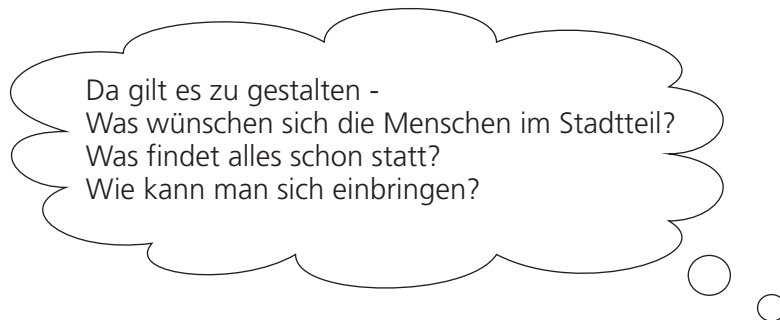 Da gilt es zu gestalten -
Was wünschen sich die Menschen im Stadtteil?
Was findet alles schon statt?
Wie kann man sich einbringen?